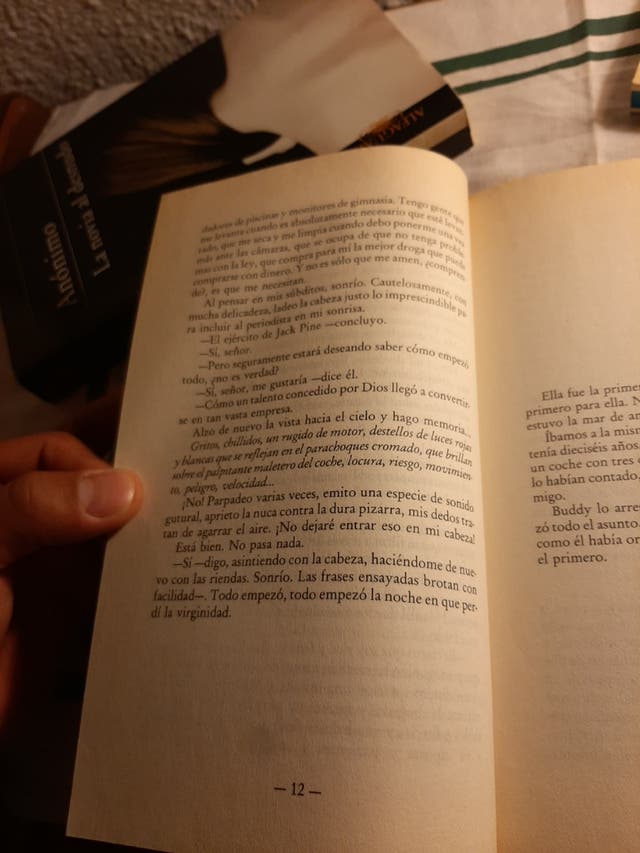 Anónimo
La novia al desnudo
ALFAGUA
dadores de piscinas y monitores de gimnasia. Tengo gente que
me levanta cuando es absolutamente necesario que esté levan-
tado, que me seca y me limpia cuando debo ponerme una vez
más ante las cámaras, que se ocupa de que no tenga proble-
mas con la ley, que compra para mí la mejor droga que puede
comprarse con dinero. Y no es sólo que me amen, ¿compren-
de?, es que me necesitan.
Al pensar en mis súbditos, sonrío. Cautelosamente, con
mucha delicadeza, ladeo la cabeza justo lo imprescindible pa-
ra incluir al periodista en mi sonrisa.
—El ejército de Jack Pine —concluyo.
—Sí, señor.
—Pero seguramente estará deseando saber cómo empezó
todo, ¿no es verdad?
—Sí, señor, me gustaría —dice él.
—Cómo un talento concedido por Dios llegó a convertir-
se en tan vasta empresa.
Alzo de nuevo la vista hacia el cielo y hago memoria...
Gritos, chillidos, un rugido de motor, destellos de luces rojas
y blancas que se reflejan en el parachoques cromado, que brillan
sobre el palpitante maletero del coche, locura, riesgo, movimien-
to, peligro, velocidad...
¡No! Parpadeo varias veces, emito una especie de sonido
gutural, aprieto la nuca contra la dura pizarra, mis dedos tra-
tan de agarrar el aire. ¡No dejaré entrar eso en mi cabeza!
Está bien. No pasa nada.
—Sí —digo, asintiendo con la cabeza, haciéndome de nue-
vo con las riendas. Sonrío. Las frases ensayadas brotan con
facilidad—. Todo empezó, todo empezó la noche en que per-
dí la virginidad.
— 12 —
Ella fue la prime
primero para ella. N
estuvo la mar de a
Íbamos a la mism
tenía dieciséis años.
un coche con tres
lo habían contado,
migo.
Buddy lo arre
zó todo el asunto.
como él había or
el primero.